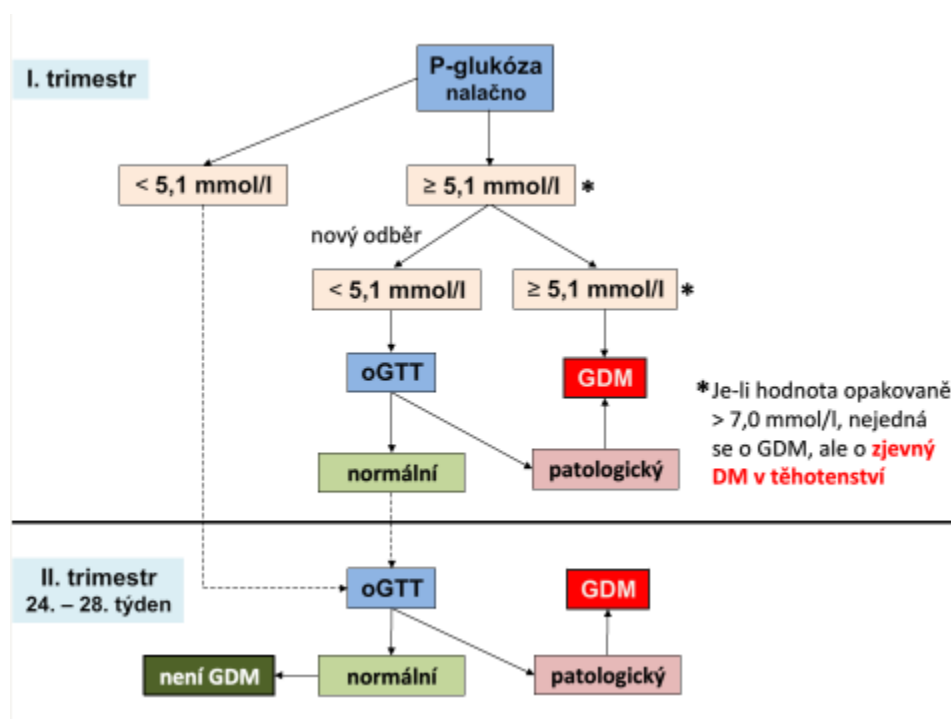 P-glukóza
nalačno
I. trimestr
< 5,1 mmol/l
≥ 5,1 mmol/l *
nový odběr
< 5,1 mmol/l
≥ 5,1 mmol/l *
oGTT
GDM
* Je-li hodnota opakovaně
> 7,0 mmol/l, nejedná
se o GDM, ale o zjevný
DM v těhotenství
normální
patologický
II. trimestr
24. – 28. týden
oGTT
GDM
není GDM
normální
patologický